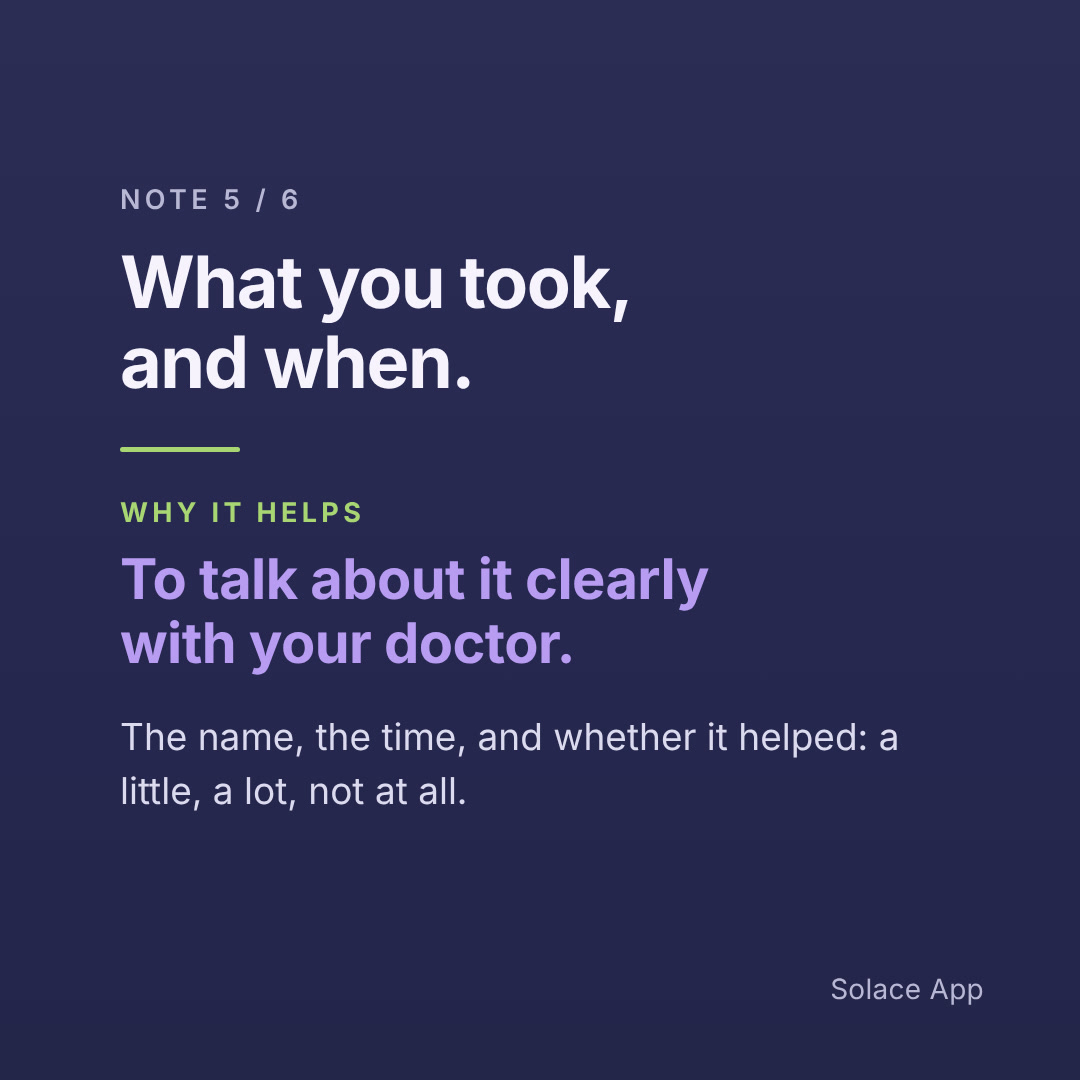 NOTE 5 / 6
What you took,
and when.
WHY IT HELPS
To talk about it clearly
with your doctor.
The name, the time, and whether it helped: a
little, a lot, not at all.
Solace App